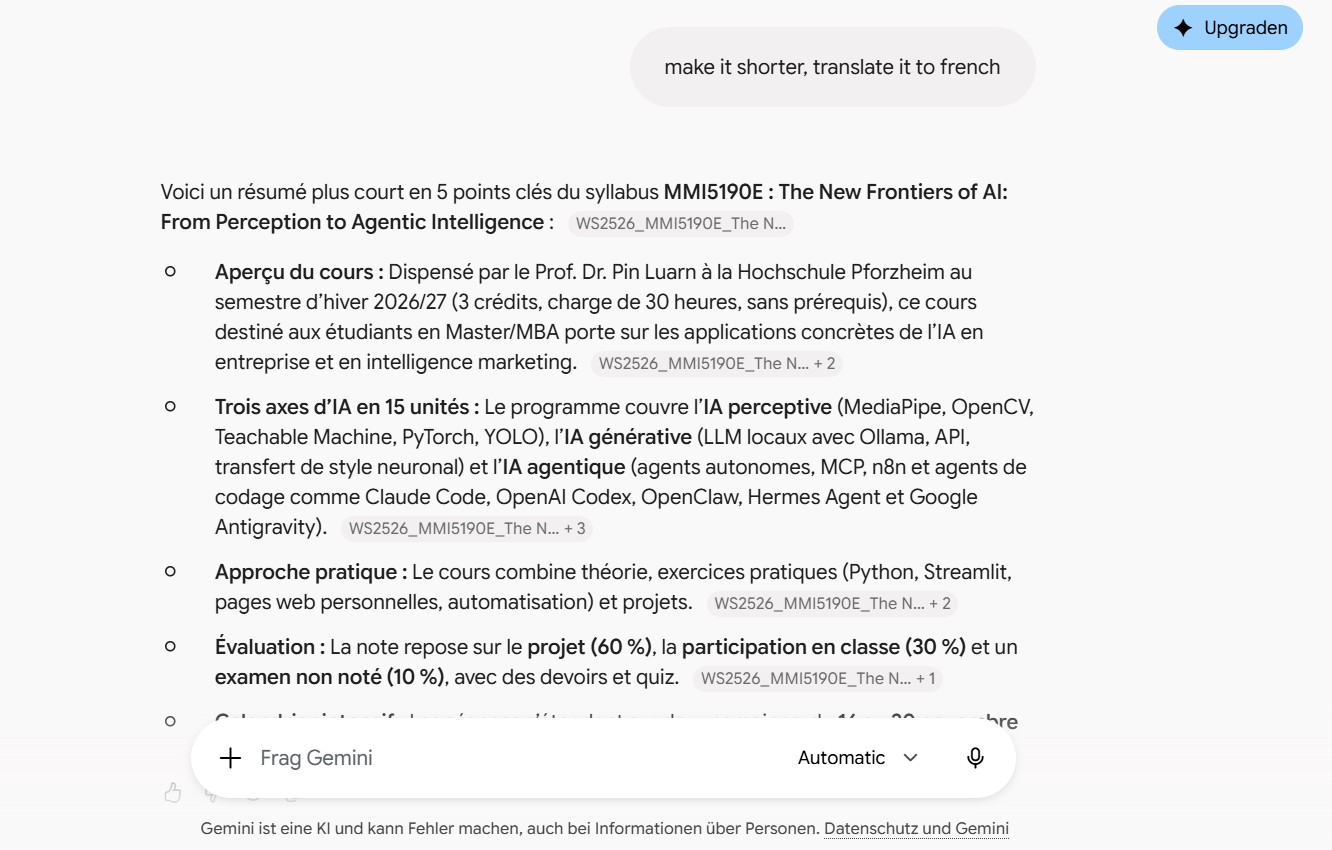 Upgraden
make it shorter, translate it to french
Voici un résumé plus court en 5 points clés du syllabus MMI5190E : The New Frontiers of AI:
From Perception to Agentic Intelligence : WS2526_MMI5190E_The N...
Aperçu du cours : Dispensé par le Prof. Dr. Pin Luarn à la Hochschule Pforzheim au
semestre d’hiver 2026/27 (3 crédits, charge de 30 heures, sans prérequis), ce cours
destiné aux étudiants en Master/MBA porte sur les applications concrètes de l’IA en
entreprise et en intelligence marketing. WS2526_MMI5190E_The N... + 2
Trois axes d’IA en 15 unités : Le programme couvre l’IA perceptive (MediaPipe, OpenCV,
Teachable Machine, PyTorch, YOLO), l’IA générative (LLM locaux avec Ollama, API,
transfert de style neuronal) et l’IA agentique (agents autonomes, MCP, n8n et agents de
codage comme Claude Code, OpenAI Codex, OpenClaw, Hermes Agent et Google
Antigravity). WS2526_MMI5190E_The N... + 3
Approche pratique : Le cours combine théorie, exercices pratiques (Python, Streamlit,
pages web personnelles, automatisation) et projets. WS2526_MMI5190E_The N... + 2
Évaluation : La note repose sur le projet (60 %), la participation en classe (30 %) et un
examen non noté (10 %), avec des devoirs et quiz. WS2526_MMI5190E_The N... + 1
Frag Gemini
Automatic
Gemini ist eine KI und kann Fehler machen, auch bei Informationen über Personen. Datenschutz und Gemini